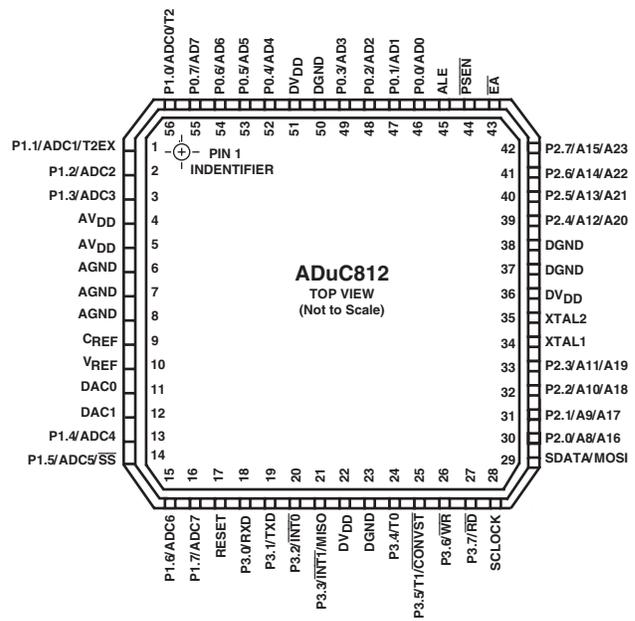 P1.0/ADC0/T2
P0.7/AD7
P0.6/AD6
P0.5/AD5
P0.4/AD4
DVDD
DGND
P0.3/AD3
P0.2/AD2
P0.1/AD1
P0.0/AD0
ALE
PSEN
EA
56
55
54
53
52
51
50
49
48
47
46
45
44
43
P1.1/ADC1/T2EX
P1.2/ADC2
P1.3/ADC3
AVDD
AVDD
AGND
AGND
AGND
CREF
VREF
DAC0
DAC1
P1.4/ADC4
P1.5/ADC5/SS
1
2
3
4
5
6
7
8
9
10
11
12
13
14
PIN 1
INDENTIFIER
ADuC812
TOP VIEW
(Not to Scale)
42
41
40
39
38
37
36
35
34
33
32
31
30
29
P2.7/A15/A23
P2.6/A14/A22
P2.5/A13/A21
P2.4/A12/A20
DGND
DGND
DVDD
XTAL2
XTAL1
P2.3/A11/A19
P2.2/A10/A18
P2.1/A9/A17
P2.0/A8/A16
SDATA/MOSI
15
16
17
18
19
20
21
22
23
24
25
26
27
28
P1.6/ADC6
P1.7/ADC7
RESET
P3.0/RXD
P3.1/TXD
P3.2/INT0
P3.3/INT1/MISO
DVDD
DGND
P3.4/T0
P3.5/T1/CONVST
P3.6/WR
P3.7/RD
SCLOCK